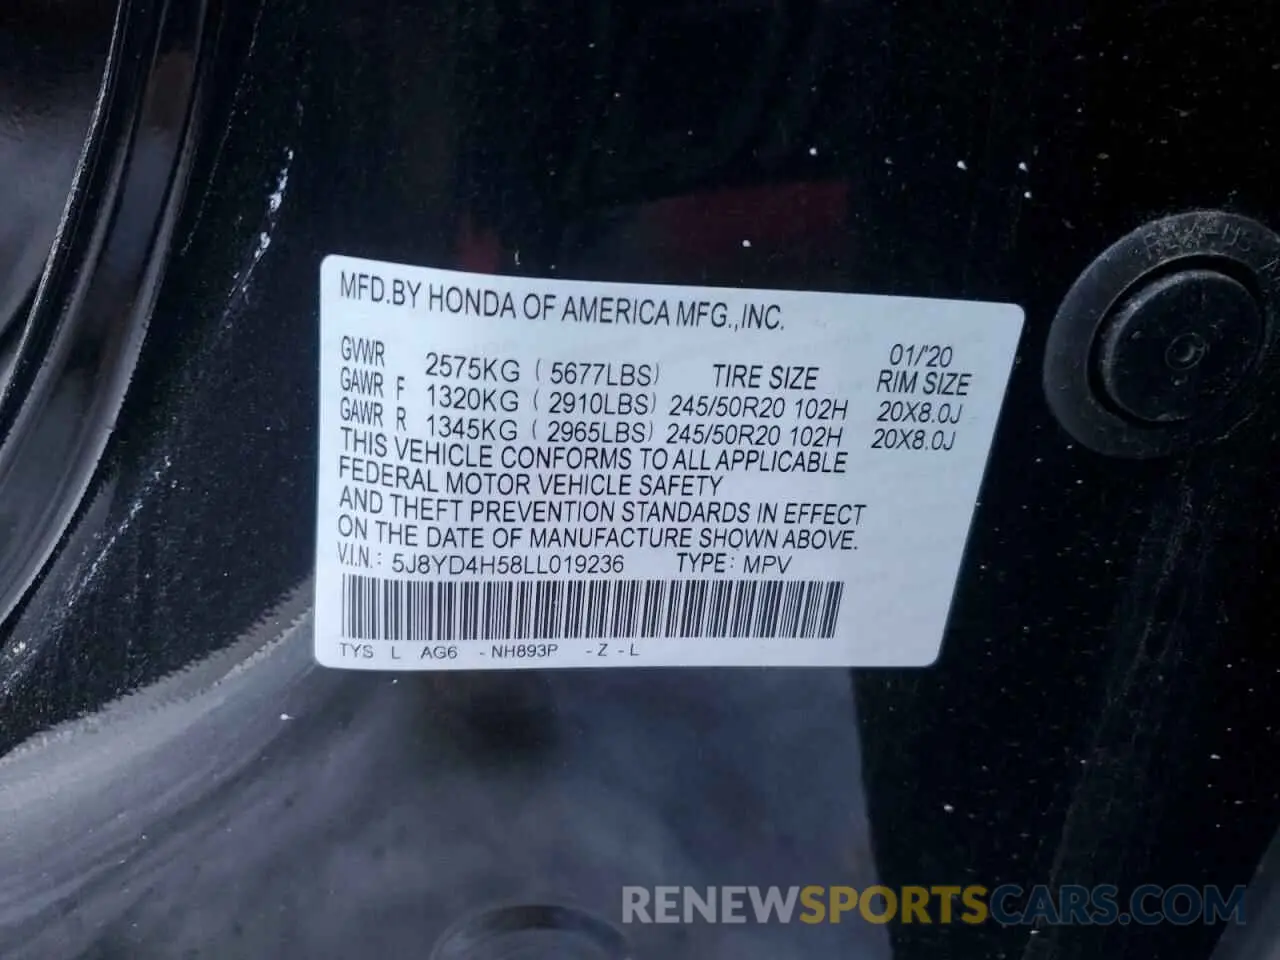 MFD.BY HONDA OF AMERICA MFG.,INC.
01/'20
GVWR 2575KG ( 5677LBS) TIRE SIZE RIM SIZE
GAWR F 1320KG ( 2910LBS) 245/50R20 102H 20X8.0J
GAWR R 1345KG ( 2965LBS) 245/50R20 102H 20X8.0J
THIS VEHICLE CONFORMS TO ALL APPLICABLE
FEDERAL MOTOR VEHICLE SAFETY
AND THEFT PREVENTION STANDARDS IN EFFECT
ON THE DATE OF MANUFACTURE SHOWN ABOVE.
V.I.N.: 5J8YD4H58LL019236 TYPE: MPV
TYS L AG6 -NH893P -Z-L
RENEWSPORTSCARS.COM